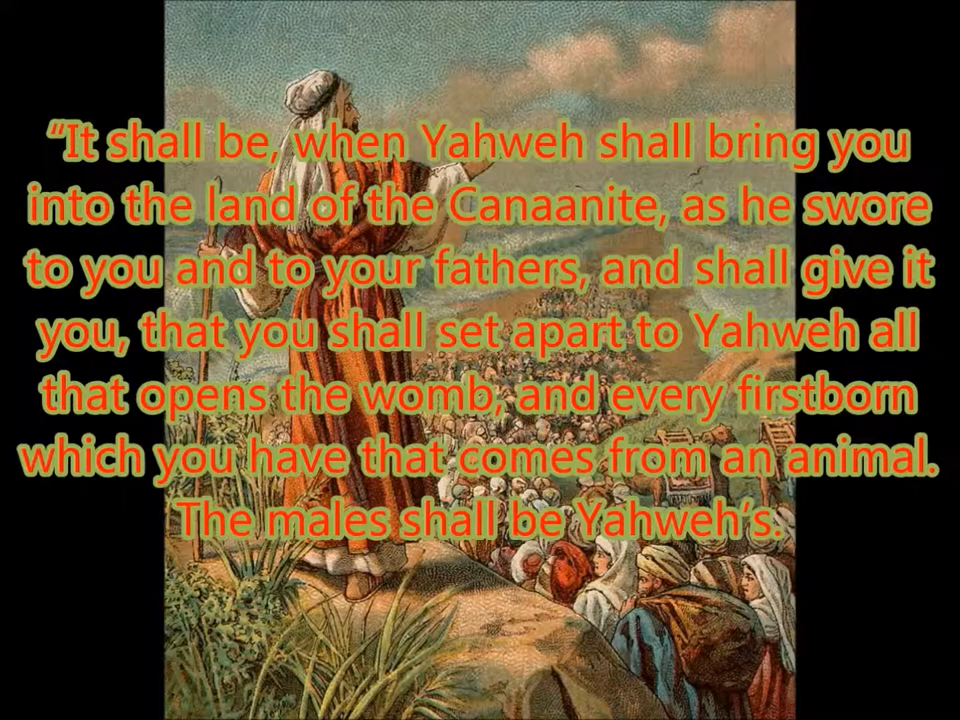 “It shall be, when Yahweh shall bring you
into the land of the Canaanite, as he swore
to you and to your fathers, and shall give it
you, that you shall set apart to Yahweh all
that opens the womb, and every firstborn
which you have that comes from an animal.
The males shall be Yahweh’s.